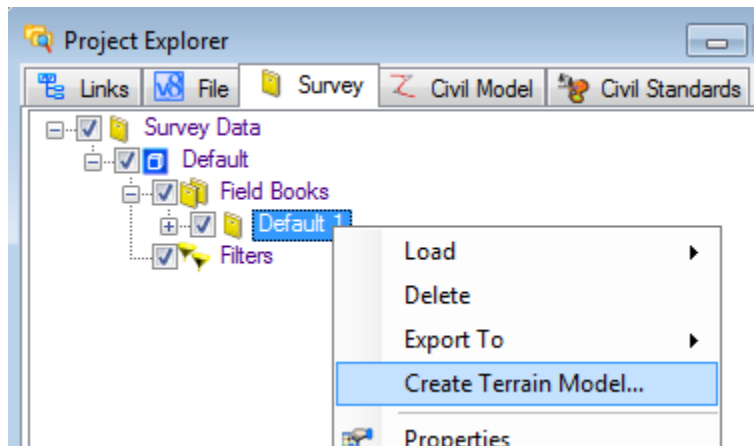 Project Explorer
Links V8 File Survey Civil Model Civil Standards
Survey Data
Default
Field Books
Default 1
Filters
Load
Delete
Export To
Create Terrain Model...
Properties